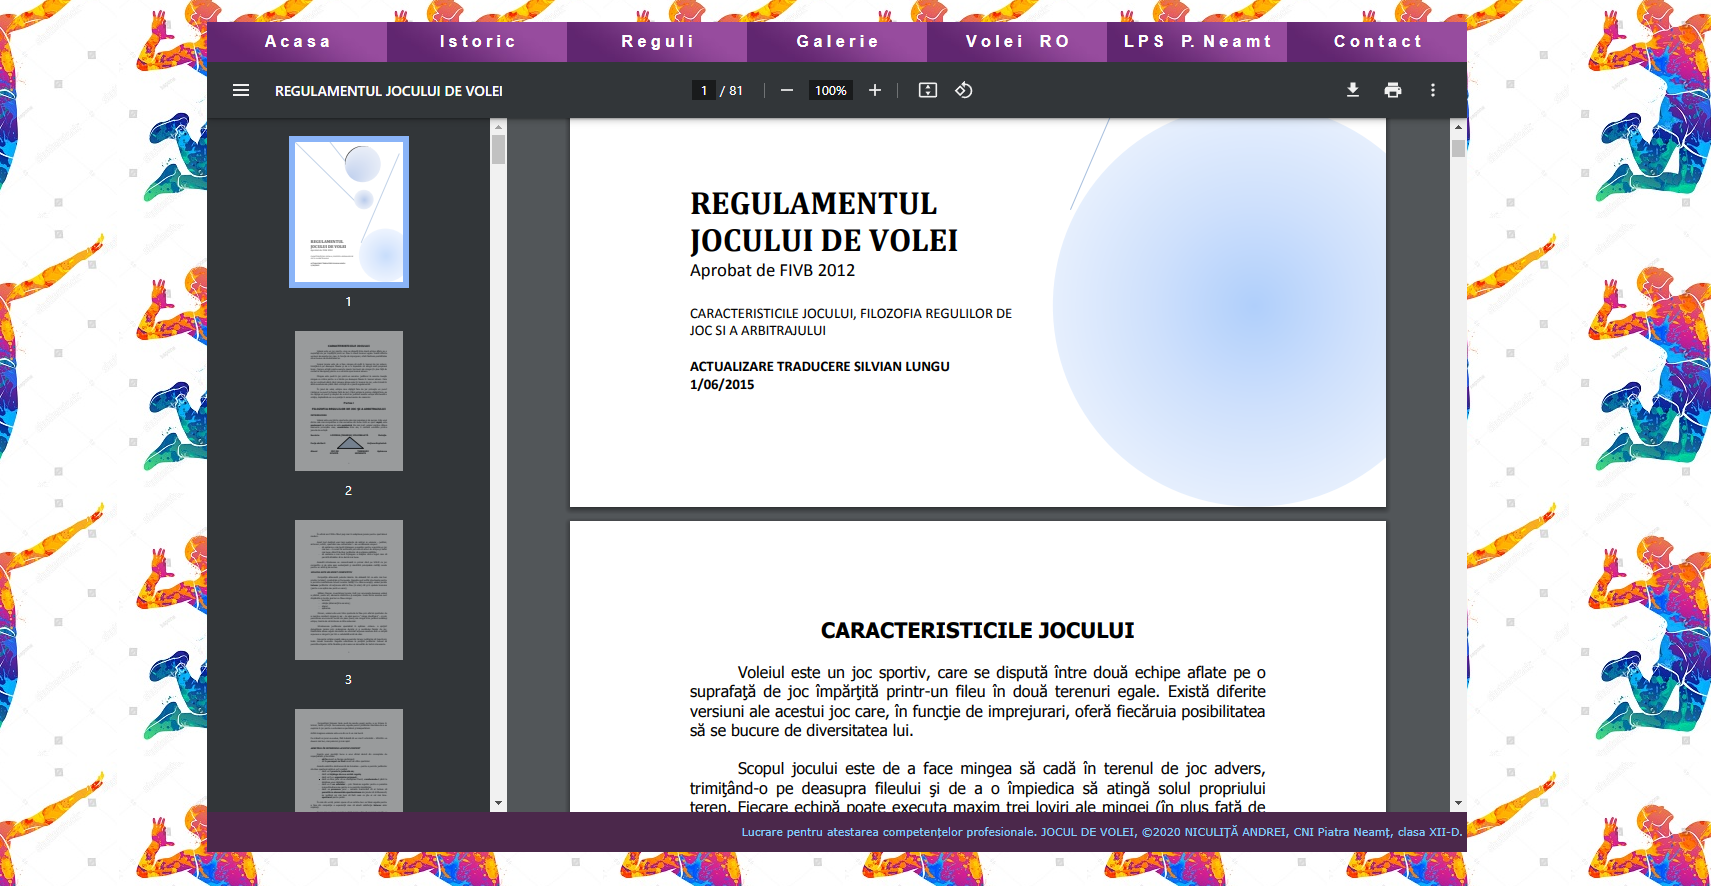 Acasa Istoric Reguli Galerie Volei RO LPS P.Neamt Contact
REGULAMENTUL JOCULUI DE VOLEI
1 / 81
100%
1
2
3
REGULAMENTUL
JOCULUI DE VOLEI
Aprobat de FIVB 2012
CARACTERISTICILE JOCULUI, FILOZOFIA REGULILOR DE
JOC SI A ARBITRAJULUI
ACTUALIZARE TRADUCERE SILVIAN LUNGU
1/06/2015
CARACTERISTICILE JOCULUI
Voleiul este un joc sportiv, care se dispută între două echipe aflate pe o
suprafaţă de joc împărţită printr-un fileu în două terenuri egale. Există diferite
versiuni ale acestui joc care, în funcţie de imprejurari, oferă fiecăruia posibilitatea
să se bucure de diversitatea lui.
Scopul jocului este de a face mingea să cadă în terenul de joc advers,
trimiţând-o pe deasupra fileului şi de a o împiedica să atingă solul propriului
teren. Fiecare echipă poate executa maxim trei loviri ale mingei (în plus faţă de
Lucrare pentru atestarea competențelor profesionale. JOCUL DE VOLEI, ©2020 NICULIȚĂ ANDREI, CNI Piatra Neamț, clasa XII-D.